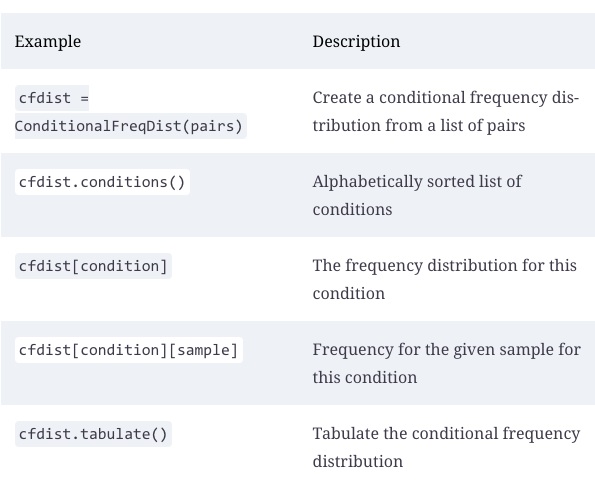 Example Description
cfdist = Create a conditional frequency dis-
ConditionalFreqDist(pairs) tribution from a list of pairs
cfdist.conditions() Alphabetically sorted list of
conditions
cfdist[condition] The frequency distribution for this
condition
cfdist[condition][sample] Frequency for the given sample for
this condition
cfdist.tabulate() Tabulate the conditional frequency
distribution